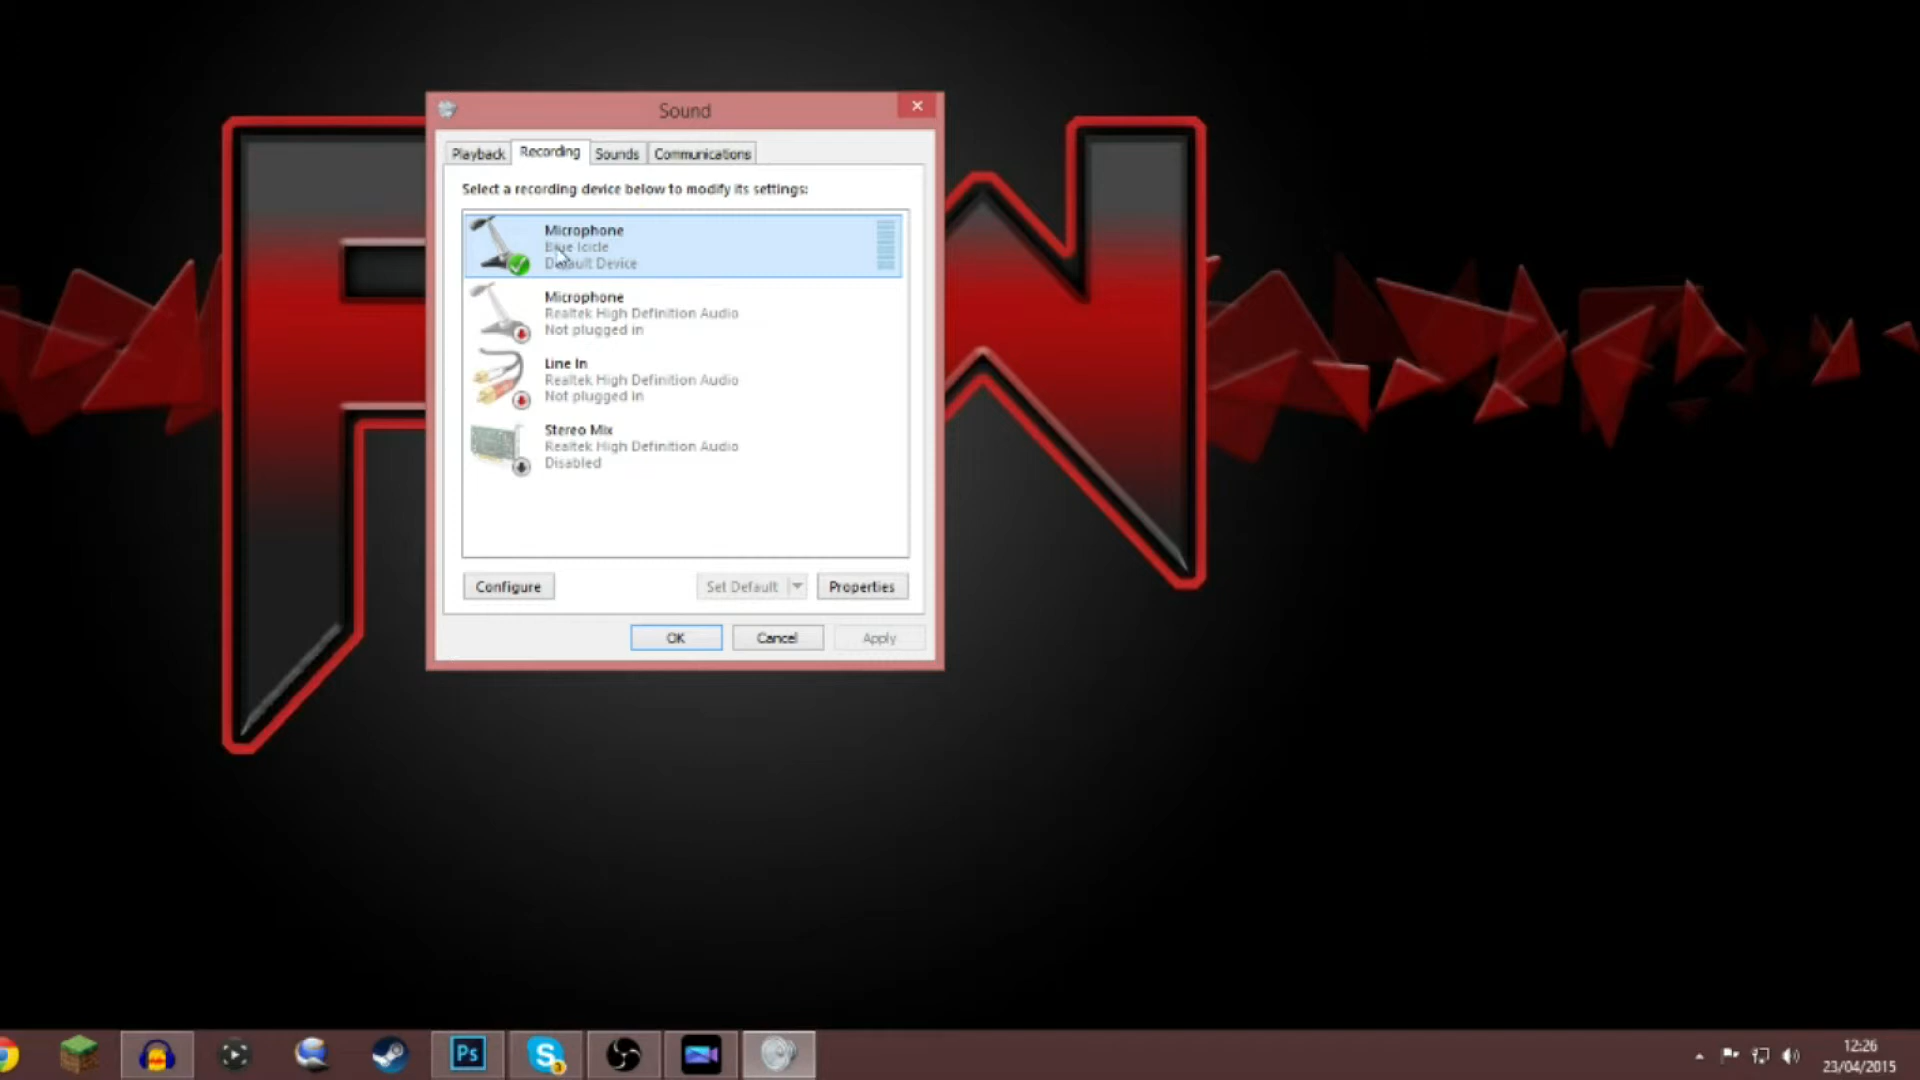 Sound
Playback
Recording
Sounds
Communications
Select a recording device below to modify its settings:
Microphone
Blue Icicle
Default Device
Microphone
Realtek High Definition Audio
Not plugged in
Line In
Realtek High Definition Audio
Not plugged in
Stereo Mix
Realtek High Definition Audio
Disabled
Configure
Set Default
Properties
OK
Cancel
Apply
Ps
12:26
23/04/2015